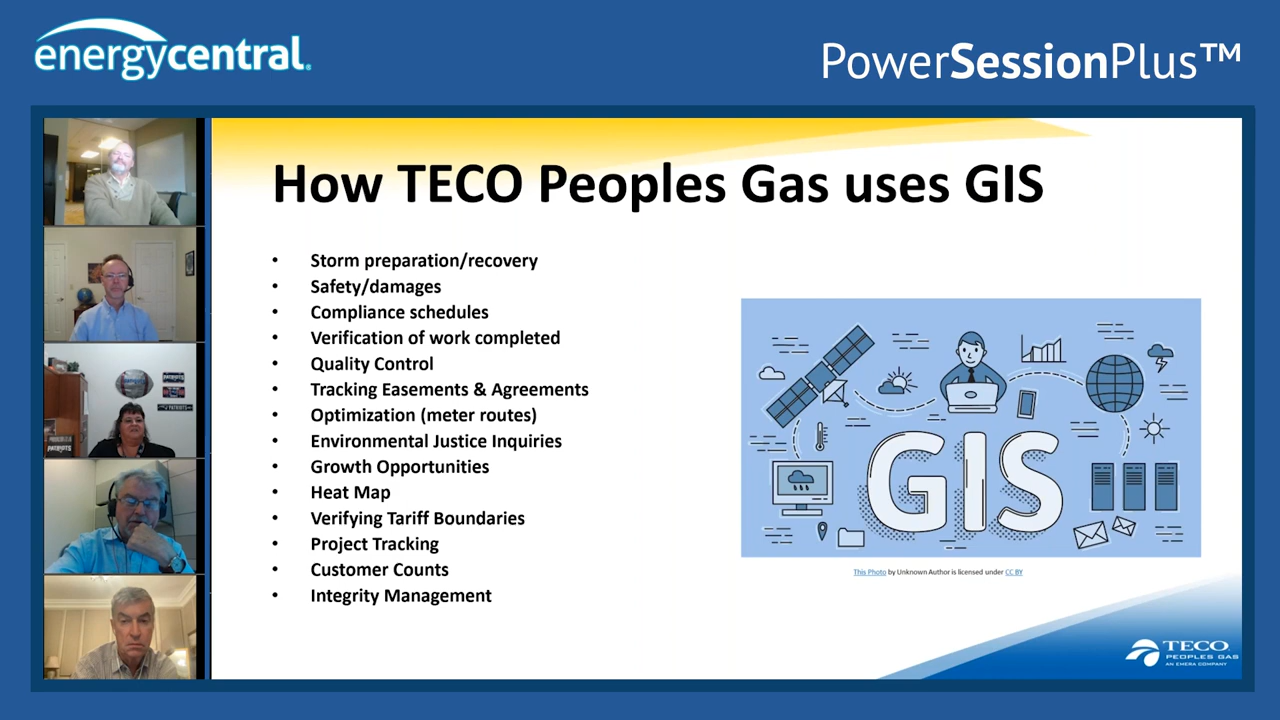 energycentral.
PowerSessionPlus™
How TECO Peoples Gas uses GIS
• Storm preparation/recovery
• Safety/damages
• Compliance schedules
• Verification of work completed
• Quality Control
• Tracking Easements & Agreements
• Optimization (meter routes)
• Environmental Justice Inquiries
• Growth Opportunities
• Heat Map
• Verifying Tariff Boundaries
• Project Tracking
• Customer Counts
• Integrity Management
GIS
This Photo by Unknown Author is licensed under CC BY
TECO
PEOPLES GAS
AN EMERA COMPANY
PATRIOTS